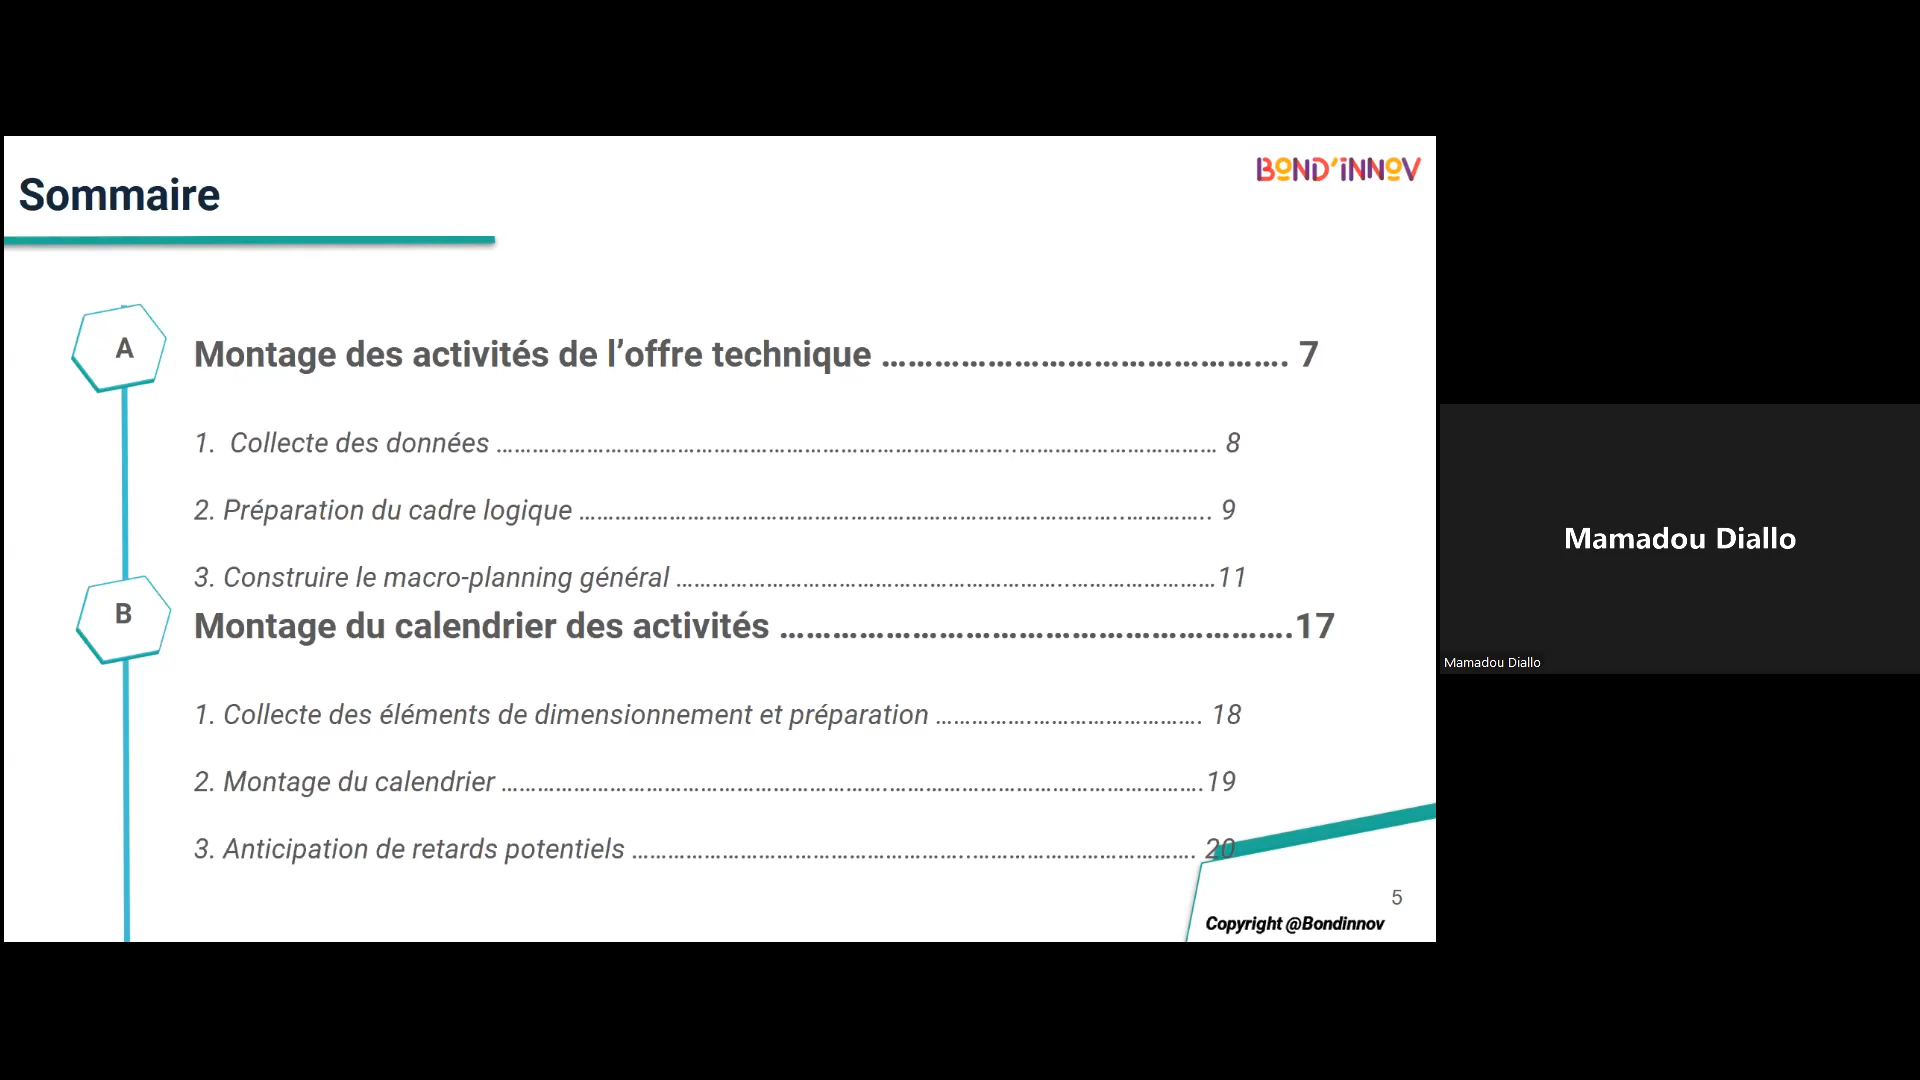 Sommaire
BOND'INNOV
A
Montage des activités de l’offre technique ………………………………………. 7
1. Collecte des données …………………………………………………………………………..…………………………… 8
2. Préparation du cadre logique ………………………………………………………………….…………..……….. 9
3. Construire le macro-planning général ………………………………………………………..……………………11
B
Montage du calendrier des activités ………………………………………………….17
1. Collecte des éléments de dimensionnement et préparation …………….………………………. 18
2. Montage du calendrier ……………………………………………………….…………………………………………….19
3. Anticipation de retards potentiels ………………………………………………..………………………………. 20
5
Copyright @Bondinnov
Mamadou Diallo
Mamadou Diallo